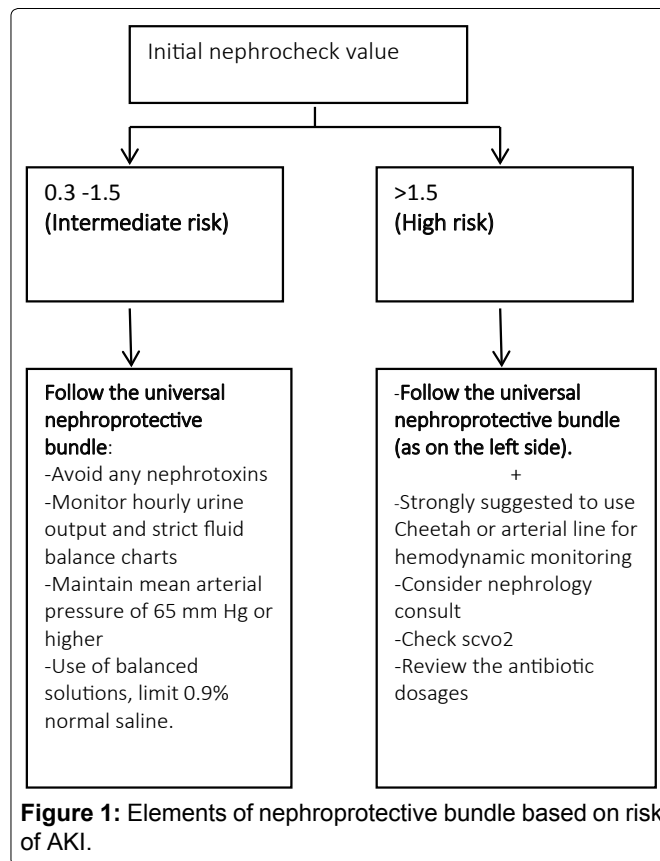 Initial nephrocheck value
0.3 -1.5
(Intermediate risk)
>1.5
(High risk)
Follow the universal
nephroprotective
bundle:
-Avoid any nephrotoxins
-Monitor hourly urine
output and strict fluid
balance charts
-Maintain mean arterial
pressure of 65 mm Hg or
higher
-Use of balanced
solutions, limit 0.9%
normal saline.
-Follow the universal
nephroprotective bundle
(as on the left side).
+
-Strongly suggested to use
Cheetah or arterial line for
hemodynamic monitoring
-Consider nephrology
consult
-Check scvo2
-Review the antibiotic
dosages
Figure 1: Elements of nephroprotective bundle based on risk
of AKI.